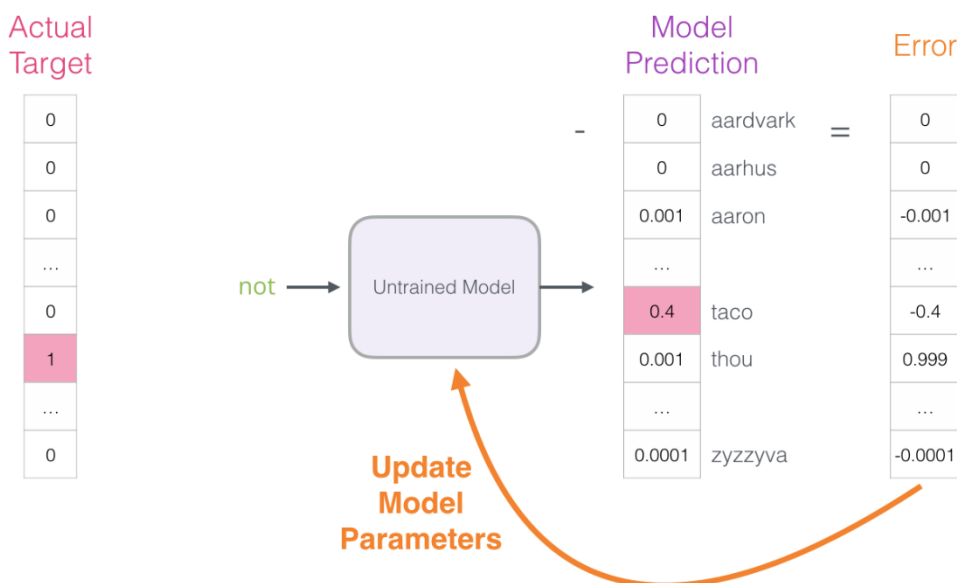 Actual
Target
0
0
0
...
0
1
...
0
not
Untrained Model
Update
Model
Parameters
-
Model
Prediction
0 aardvark
0 aarhus
0.001 aaron
...
0.4 taco
0.001 thou
...
0.0001 zyzzyva
=
Error
0
0
-0.001
...
-0.4
0.999
...
-0.0001